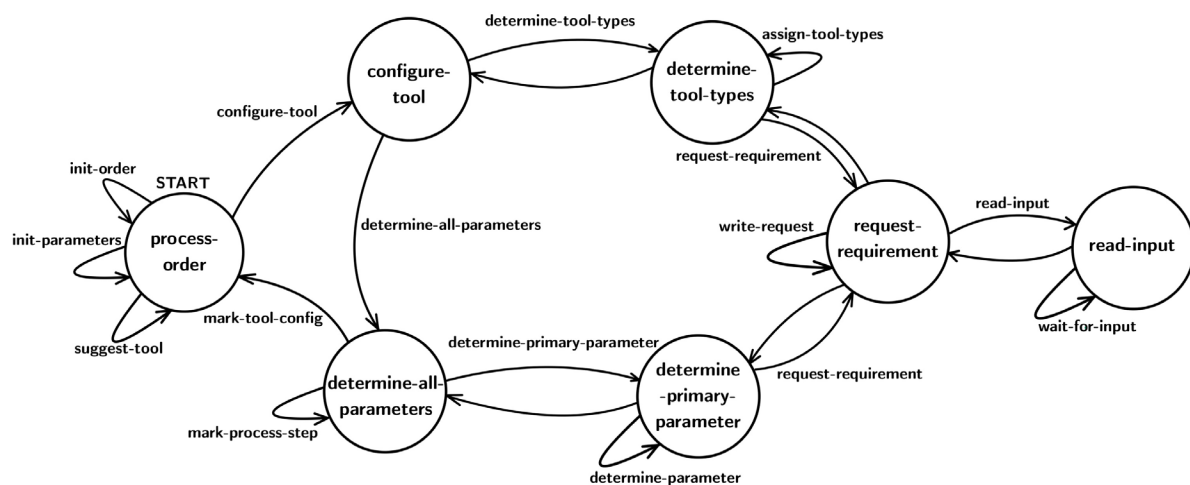 determine-tool-types
assign-tool-types
configure-
tool
determine-
tool-types
configure-tool
request-requirement
init-order
START
read-input
init-parameters
process-
order
determine-all-parameters
write-request
request-
requirement
read-input
mark-tool-config
wait-for-input
suggest-tool
determine-primary-parameter
determine-all-
parameters
determine
-primary-
parameter
request-requirement
mark-process-step
determine-parameter